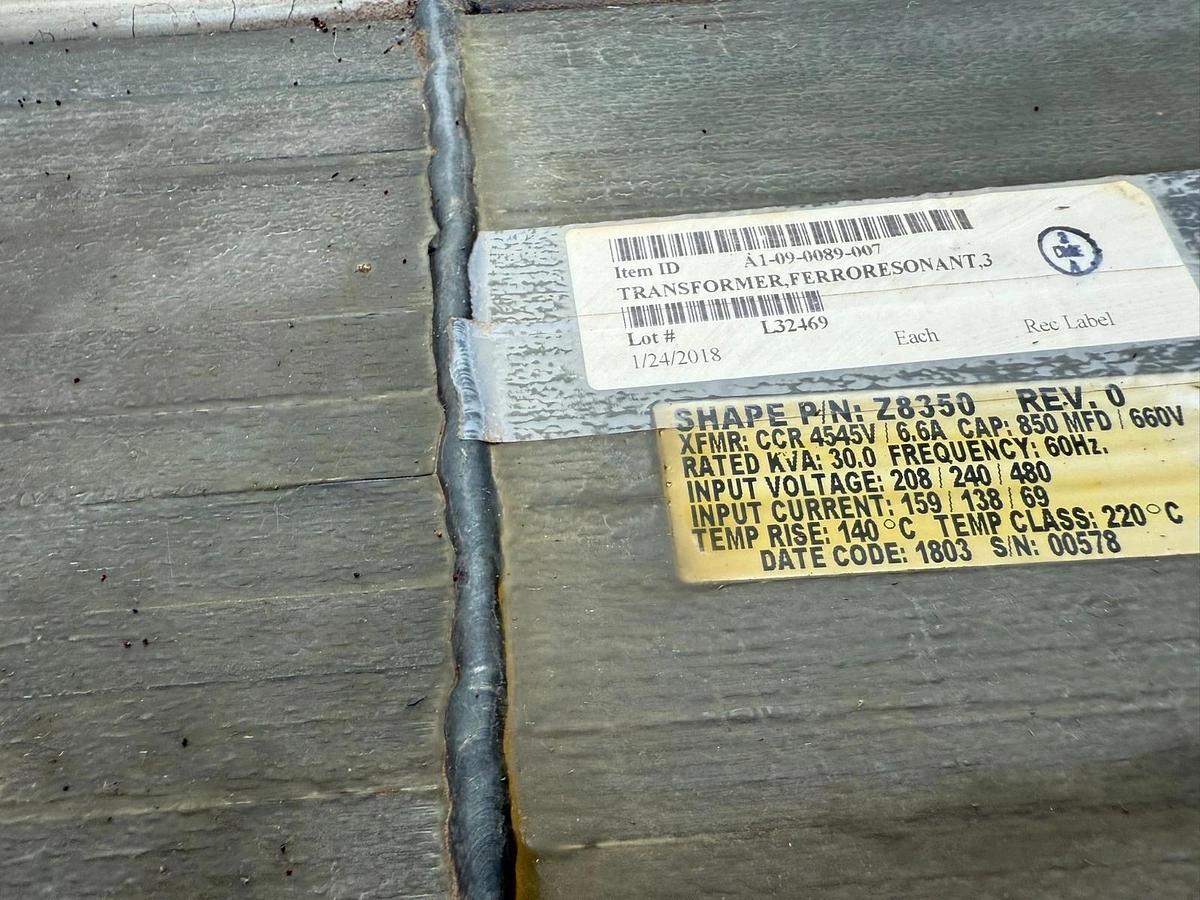 Item ID A1-09-0089-007
TRANSFORMER,FERRORESONANT,3
Lot # L32469
1/24/2018 Each Rec Label
SHAPE P/N: Z8350 REV. 0
XFMR: CCR 4545V / 6.6A CAP: 850 MFD / 660V
RATED KVA: 30.0 FREQUENCY: 60Hz.
INPUT VOLTAGE: 208 / 240 / 480
INPUT CURRENT: 159 / 138 / 69
TEMP RISE: 140 °C TEMP CLASS: 220°C
DATE CODE: 1803 S/N: 00578